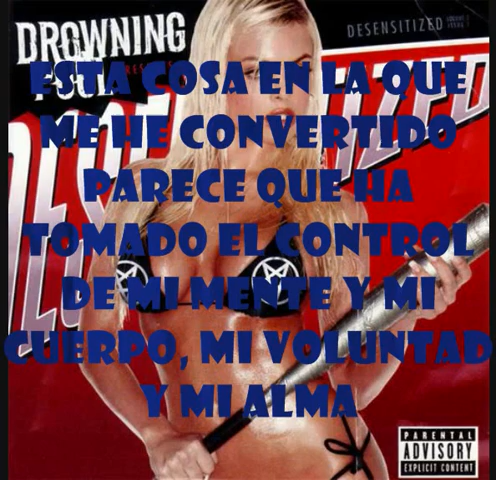 DROWNING
POOL
DESENSITIZED
ESTA COSA EN LA QUE
ME HE CONVERTIDO
PARECE QUE HA
TOMADO EL CONTROL
DE MI MENTE Y MI
CUERPO, MI VOLUNTAD
Y MI ALMA
PARENTAL
ADVISORY
EXPLICIT CONTENT